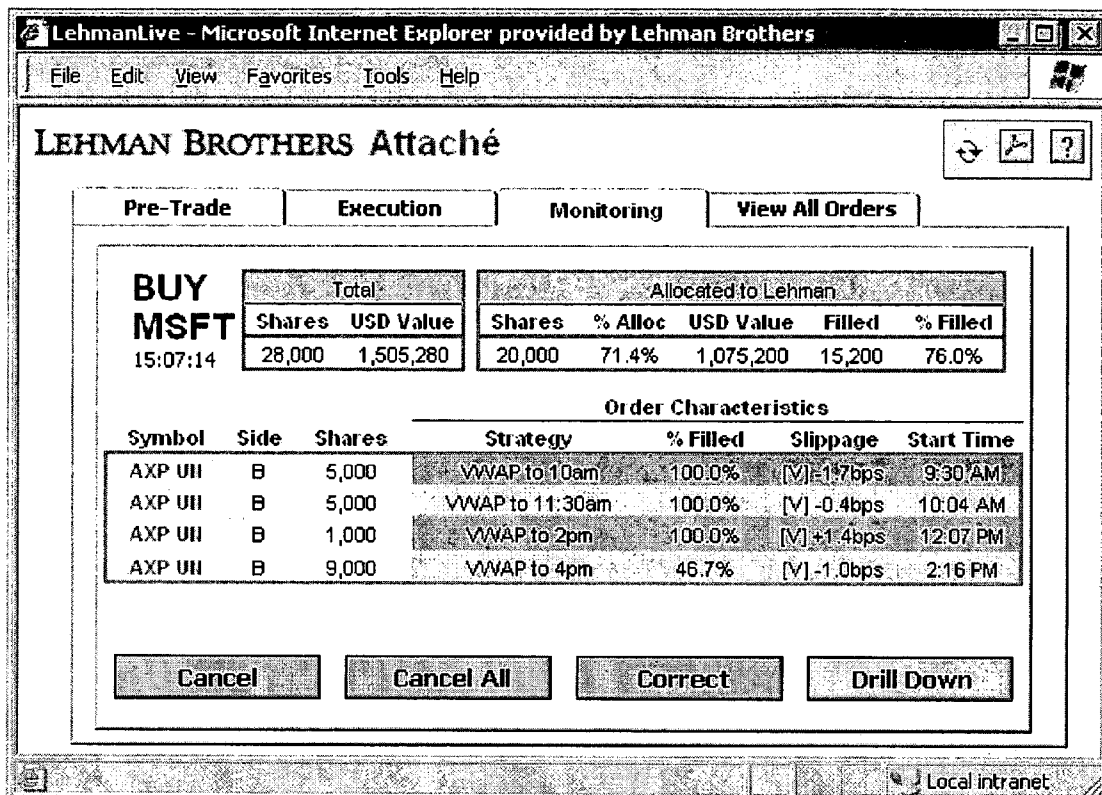 LehmanLive - Microsoft Internet Explorer provided by Lehman Brothers
File Edit View Favorites Tools Help
LEHMAN BROTHERS Attaché
?
Pre-Trade Execution Monitoring View All Orders
BUY
MSFT
15:07:14
Total
Shares USD Value
28,000 1,505,280
Allocated to Lehman
Shares % Alloc USD Value Filled % Filled
20,000 71.4% 1,075,200 15,200 76.0%
Order Characteristics
Symbol Side Shares Strategy % Filled Slippage Start Time
AXP UN B 5,000 VWAP to 10am 100.0% [V] -1.7bps 9:30 AM
AXP UN B 5,000 VWAP to 11:30am 100.0% [V] -0.4bps 10:04 AM
AXP UN B 1,000 VWAP to 2pm 100.0% [V] +1.4bps 12:07 PM
AXP UN B 9,000 VWAP to 4pm 46.7% [V] -1.0bps 2:16 PM
Cancel Cancel All Correct Drill Down
Local intranet